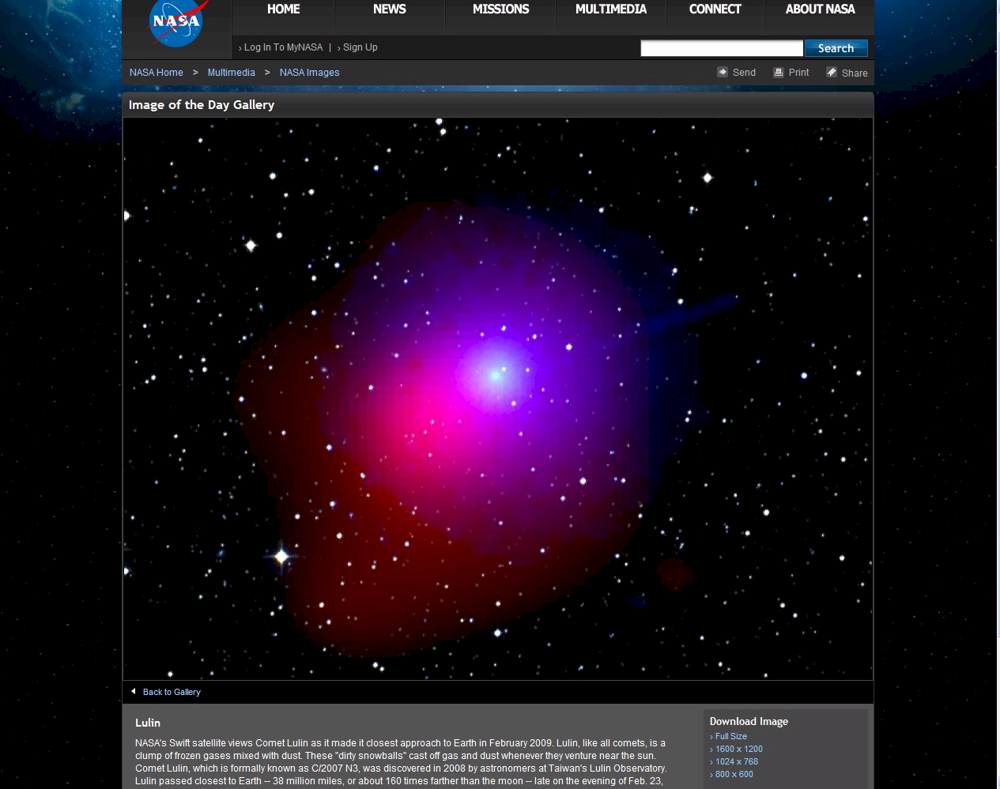 NASA
HOME NEWS MISSIONS MULTIMEDIA CONNECT ABOUT NASA
› Log In To MyNASA | › Sign Up
Search
NASA Home > Multimedia > NASA Images
Send Print Share
Image of the Day Gallery
Back to Gallery
Lulin
NASA's Swift satellite views Comet Lulin as it made it closest approach to Earth in February 2009. Lulin, like all comets, is a
clump of frozen gases mixed with dust. These "dirty snowballs" cast off gas and dust whenever they venture near the sun.
Comet Lulin, which is formally known as C/2007 N3, was discovered in 2008 by astronomers at Taiwan's Lulin Observatory.
Lulin passed closest to Earth -- 38 million miles, or about 160 times farther than the moon -- late on the evening of Feb. 23,
Download Image
› Full Size
› 1600 x 1200
› 1024 x 768
› 800 x 600